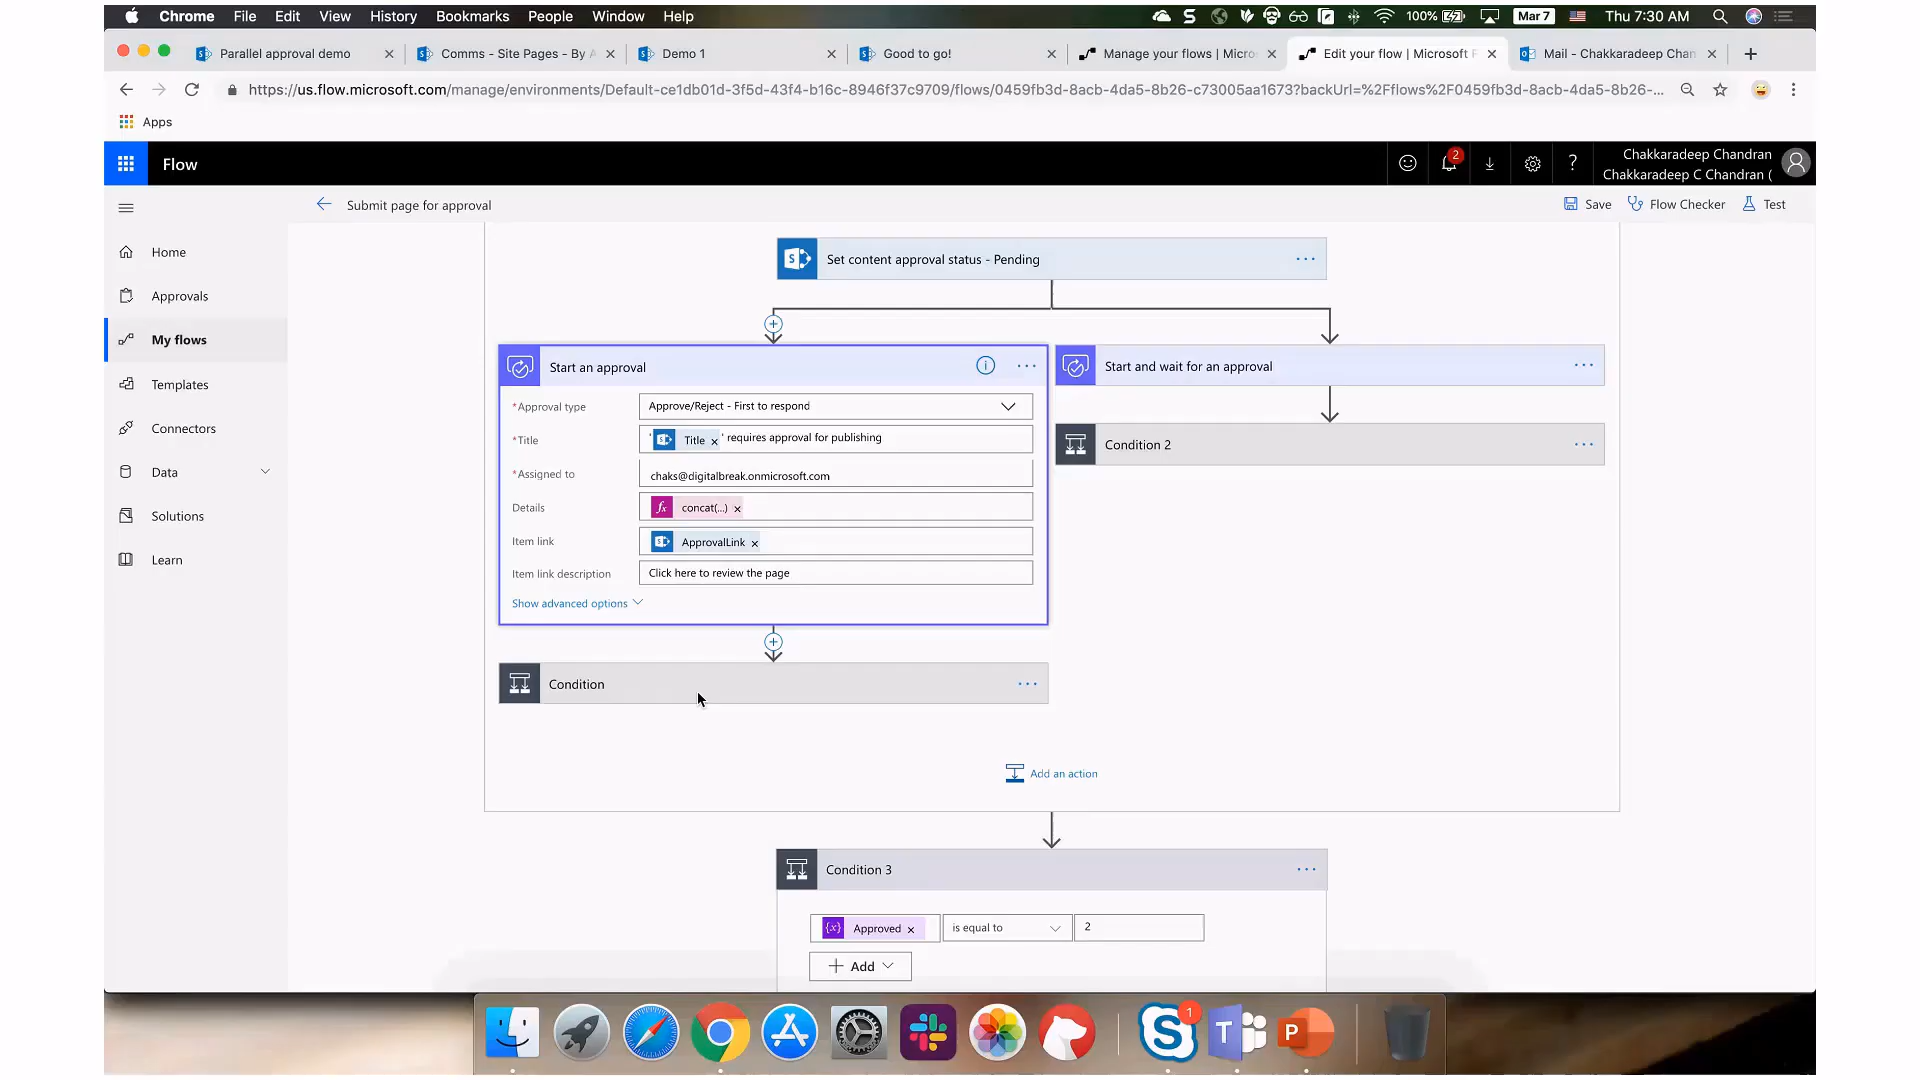 Chrome File Edit View History Bookmarks People Window Help
100% Mar 7 Thu 7:30 AM
Parallel approval demo
Comms - Site Pages - By A
Demo 1
Good to go!
Manage your flows | Micro
Edit your flow | Microsoft F
Mail - Chakkaradeep Chan
https://us.flow.microsoft.com/manage/environments/Default-ce1db01d-3f5d-43f4-b16c-8946f37c9709/flows/0459fb3d-8acb-4da5-8b26-c73005aa1673?backUrl=%2Fflows%2F0459fb3d-8acb-4da5-8b26-...
Apps
Flow
2
?
Chakkaradeep Chandran
Chakkaradeep C Chandran (
Submit page for approval
Save
Flow Checker
Test
Home
Approvals
My flows
Templates
Connectors
Data
Solutions
Learn
Set content approval status - Pending
Start an approval
*Approval type
Approve/Reject - First to respond
*Title
' Title × ' requires approval for publishing
*Assigned to
chaks@digitalbreak.onmicrosoft.com
Details
fx concat(...) ×
Item link
ApprovalLink ×
Item link description
Click here to review the page
Show advanced options
Start and wait for an approval
Condition 2
Condition
Add an action
Condition 3
{x} Approved × is equal to 2
+ Add
1